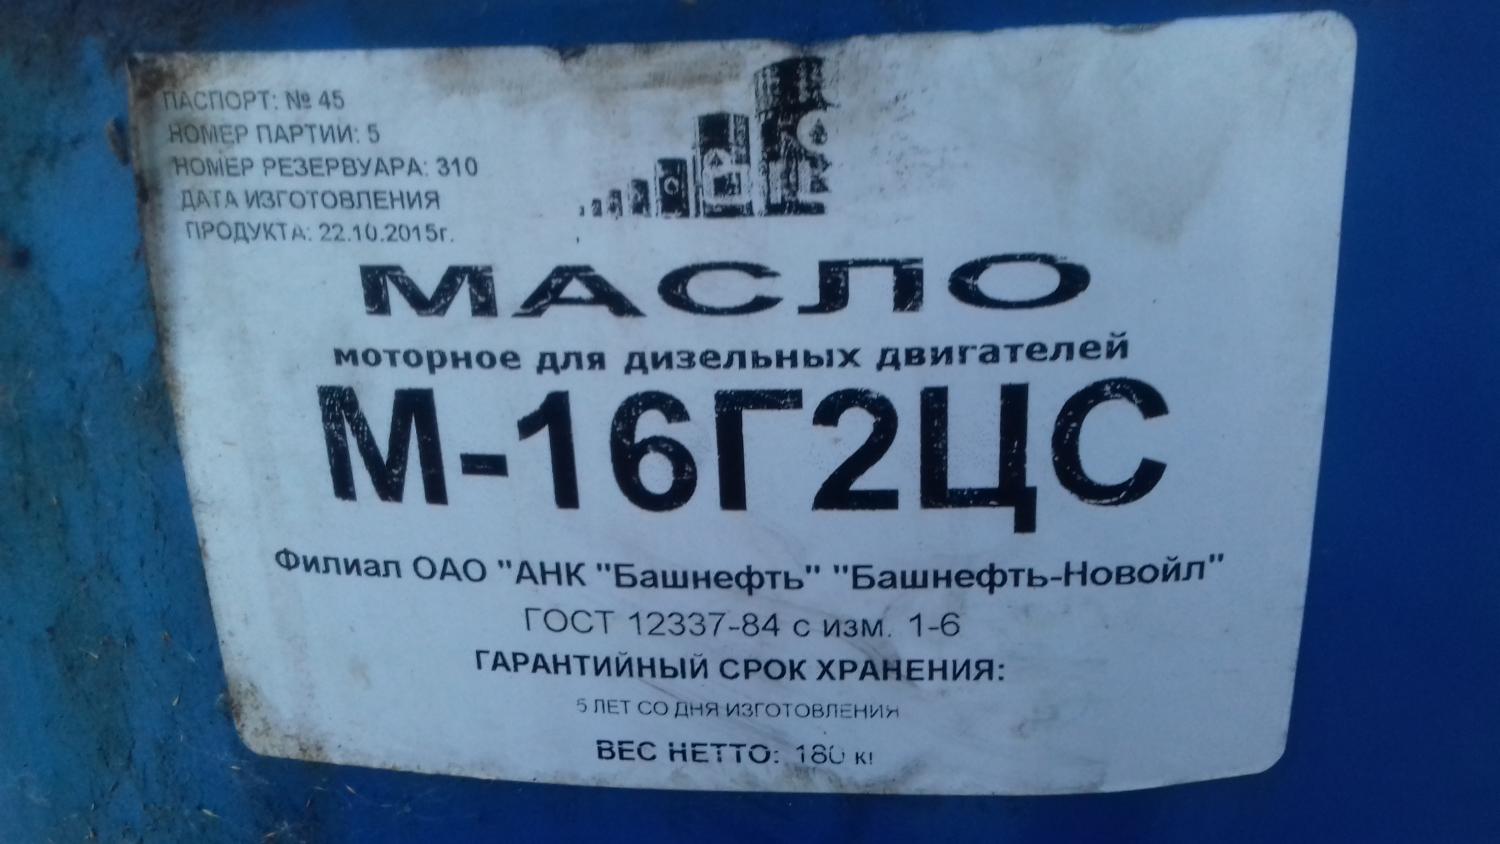 ПАСПОРТ: № 45
НОМЕР ПАРТИИ: 5
НОМЕР РЕЗЕРВУАРА: 310
ДАТА ИЗГОТОВЛЕНИЯ
ПРОДУКТА: 22.10.2015г.
МАСЛО
моторное для дизельных двигателей
М-16Г2ЦС
Филиал ОАО "АНК "Башнефть" "Башнефть-Новойл"
ГОСТ 12337-84 с изм. 1-6
ГАРАНТИЙНЫЙ СРОК ХРАНЕНИЯ:
5 ЛЕТ СО ДНЯ ИЗГОТОВЛЕНИЯ
ВЕС НЕТТО: 180 кг